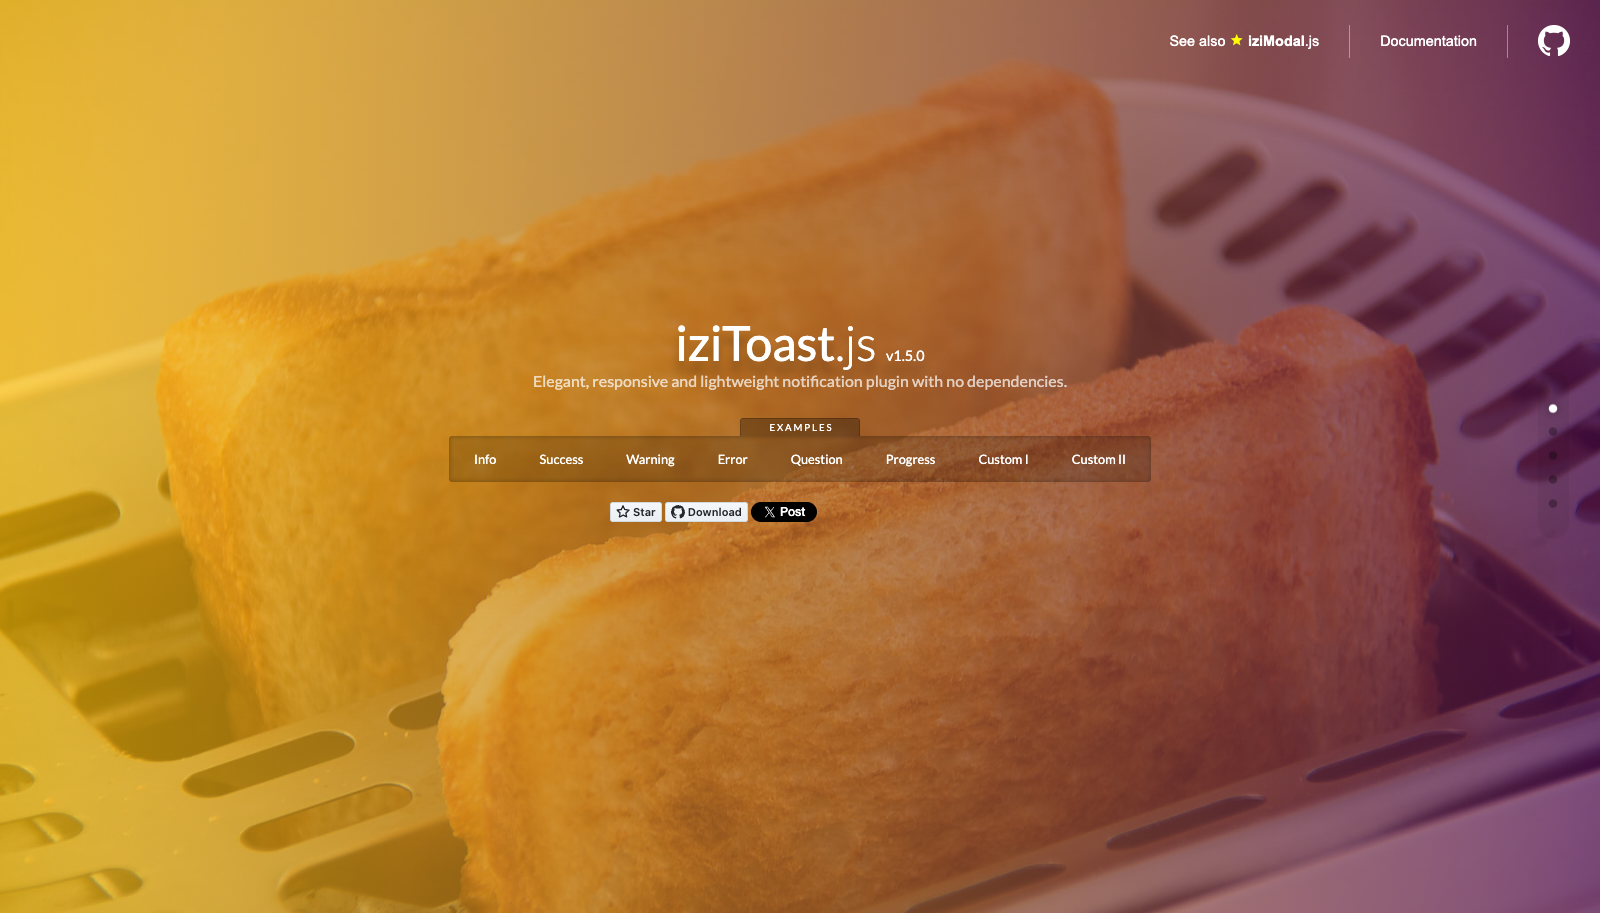 See also ★ iziModal.js
Documentation
iziToast.js v1.5.0
Elegant, responsive and lightweight notification plugin with no dependencies.
EXAMPLES
Info Success Warning Error Question Progress Custom I Custom II
Star Download X Post